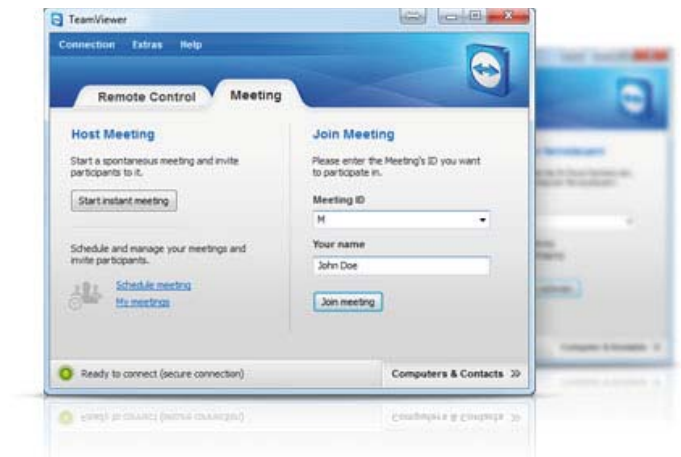 TeamViewer
Connection Extras Help
Remote Control
Meeting
Host Meeting
Start a spontaneous meeting and invite
participants to it.
Start instant meeting
Schedule and manage your meetings and
invite participants.
Schedule meeting
My meetings
Join Meeting
Please enter the Meeting's ID you want
to participate in.
Meeting ID
M
Your name
John Doe
Join meeting
Ready to connect (secure connection)
Computers & Contacts